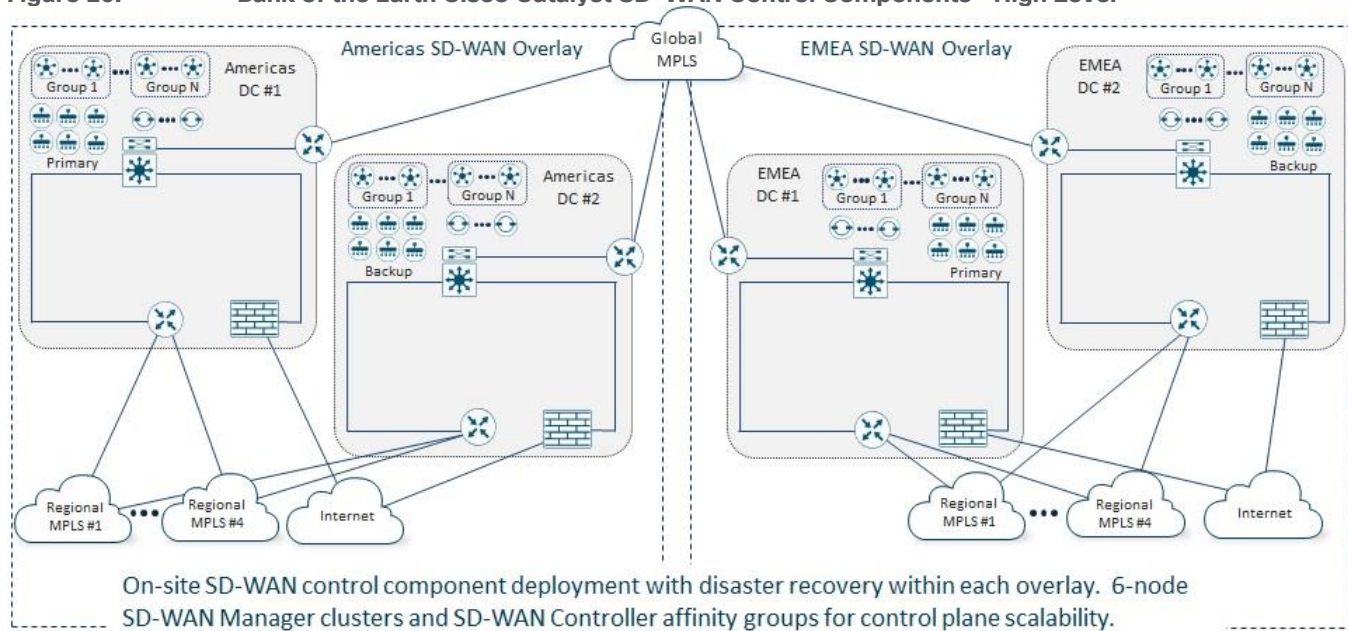 Americas SD-WAN Overlay
Global
MPLS
EMEA SD-WAN Overlay
Group 1
Group N
Americas
DC #1
Primary
Group 1
Group N
Americas
DC #2
Backup
EMEA
DC #1
Group 1
Group N
Primary
EMEA
DC #2
Group 1
Group N
Backup
Regional
MPLS #1
Regional
MPLS #4
Internet
Regional
MPLS #1
Regional
MPLS #4
Internet
On-site SD-WAN control component deployment with disaster recovery within each overlay. 6-node
SD-WAN Manager clusters and SD-WAN Controller affinity groups for control plane scalability.